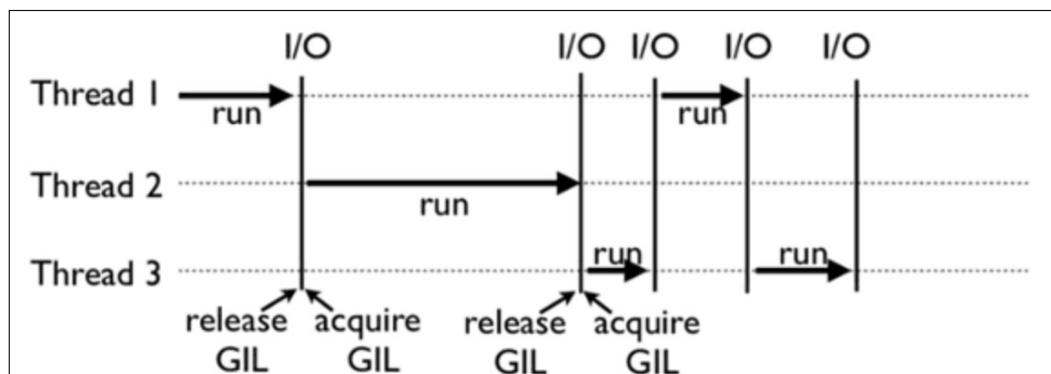 I/O I/O I/O I/O I/O
Thread 1 run run
Thread 2 run
Thread 3 run run
release acquire release acquire
GIL GIL GIL GIL